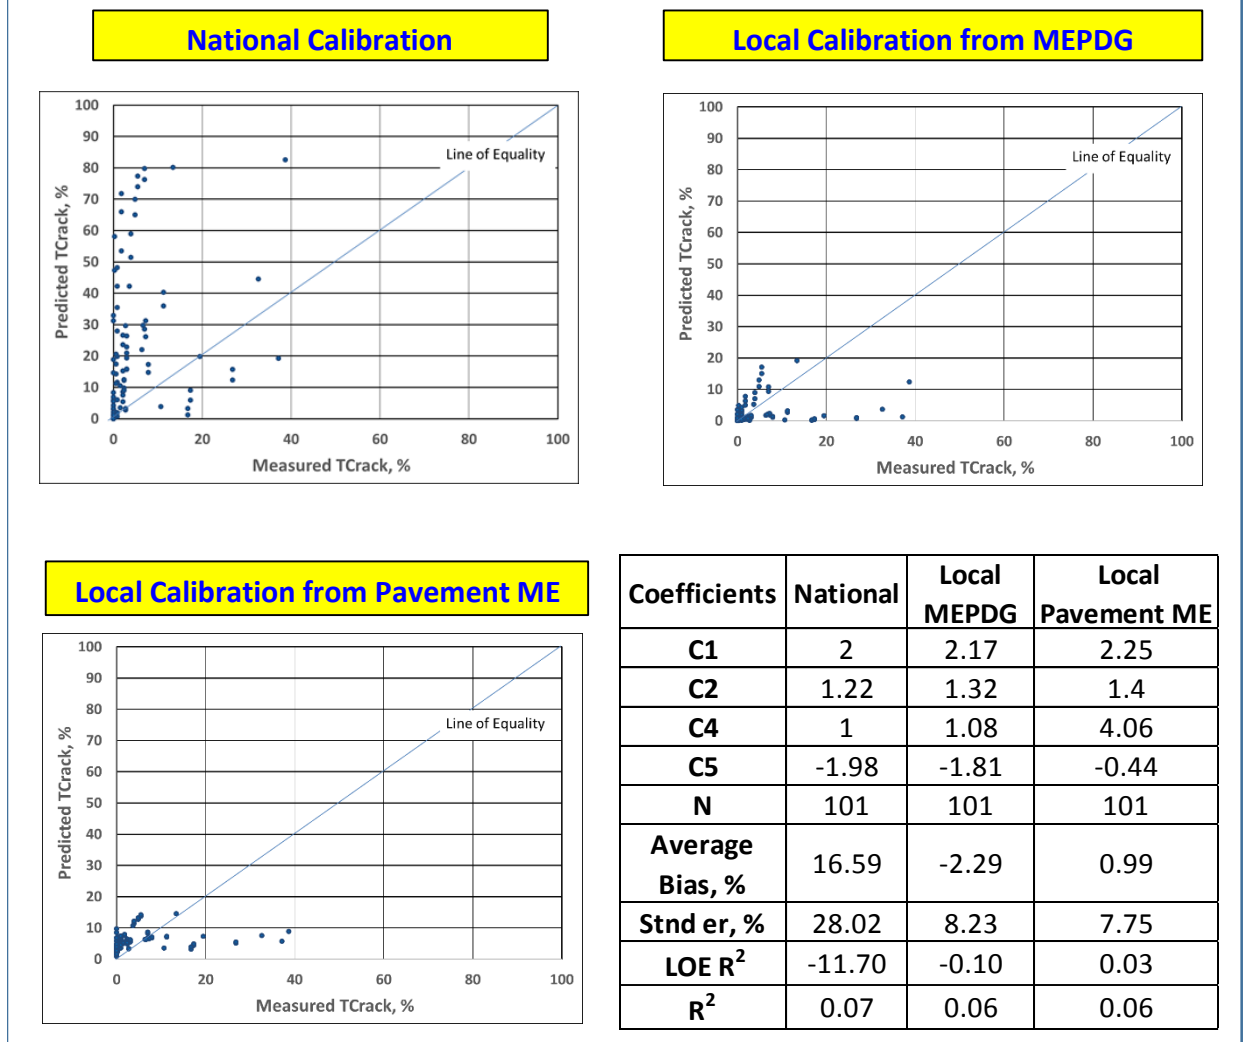 National Calibration
Local Calibration from MEPDG
100
90
80
70
60
50
40
30
20
10
0
Predicted TCrack, %
Line of Equality
0 20 40 60 80 100
Measured TCrack, %
100
90
80
70
60
50
40
30
20
10
0
Predicted TCrack, %
Line of Equality
0 20 40 60 80 100
Measured TCrack, %
Local Calibration from Pavement ME
100
90
80
70
60
50
40
30
20
10
0
Predicted TCrack, %
Line of Equality
0 20 40 60 80 100
Measured TCrack, %
Coefficients National Local MEPDG Local Pavement ME
C1 2 2.17 2.25
C2 1.22 1.32 1.4
C4 1 1.08 4.06
C5 -1.98 -1.81 -0.44
N 101 101 101
Average Bias, % 16.59 -2.29 0.99
Stnd er, % 28.02 8.23 7.75
LOE R² -11.70 -0.10 0.03
R² 0.07 0.06 0.06